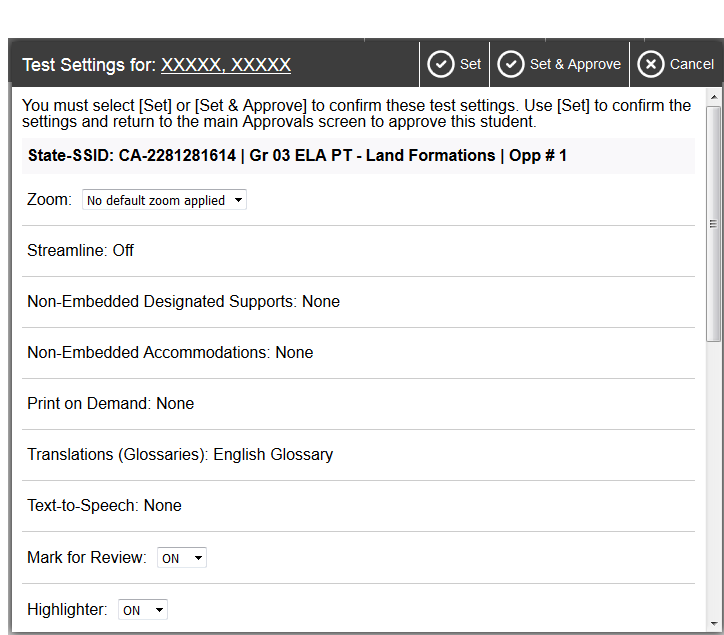 Test Settings for: XXXXX, XXXXX Set Set & Approve Cancel
You must select [Set] or [Set & Approve] to confirm these test settings. Use [Set] to confirm the
settings and return to the main Approvals screen to approve this student.
State-SSID: CA-2281281614 | Gr 03 ELA PT - Land Formations | Opp # 1
Zoom: No default zoom applied
Streamline: Off
Non-Embedded Designated Supports: None
Non-Embedded Accommodations: None
Print on Demand: None
Translations (Glossaries): English Glossary
Text-to-Speech: None
Mark for Review: ON
Highlighter: ON